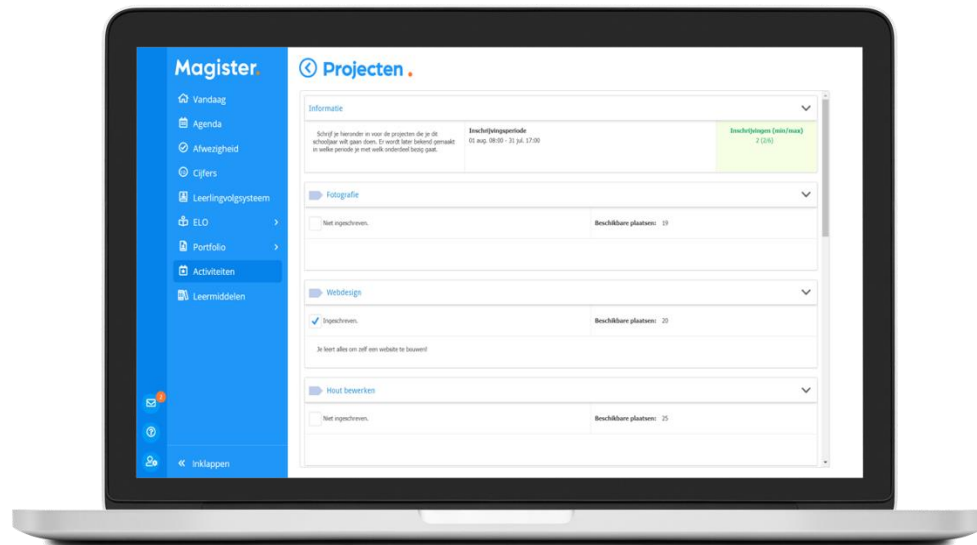 Magister.
Vandaag
Agenda
Afwezigheid
Cijfers
Leerlingvolgsysteem
ELO
Portfolio
Activiteiten
Leermiddelen
2
Inklappen
Projecten .
Informatie
Schrijf je hieronder in voor de projecten die je dit
schooljaar wilt gaan doen. Er wordt later bekend gemaakt
in welke periode je met welk onderdeel bezig gaat.
Inschrijvingsperiode
01 aug. 08:00 - 31 jul. 17:00
Inschrijvingen (min/max)
2 (2/6)
Fotografie
Niet ingeschreven.
Beschikbare plaatsen: 19
Webdesign
Ingeschreven.
Beschikbare plaatsen: 20
Je leert alles om zelf een website te bouwen!
Hout bewerken
Niet ingeschreven.
Beschikbare plaatsen: 25